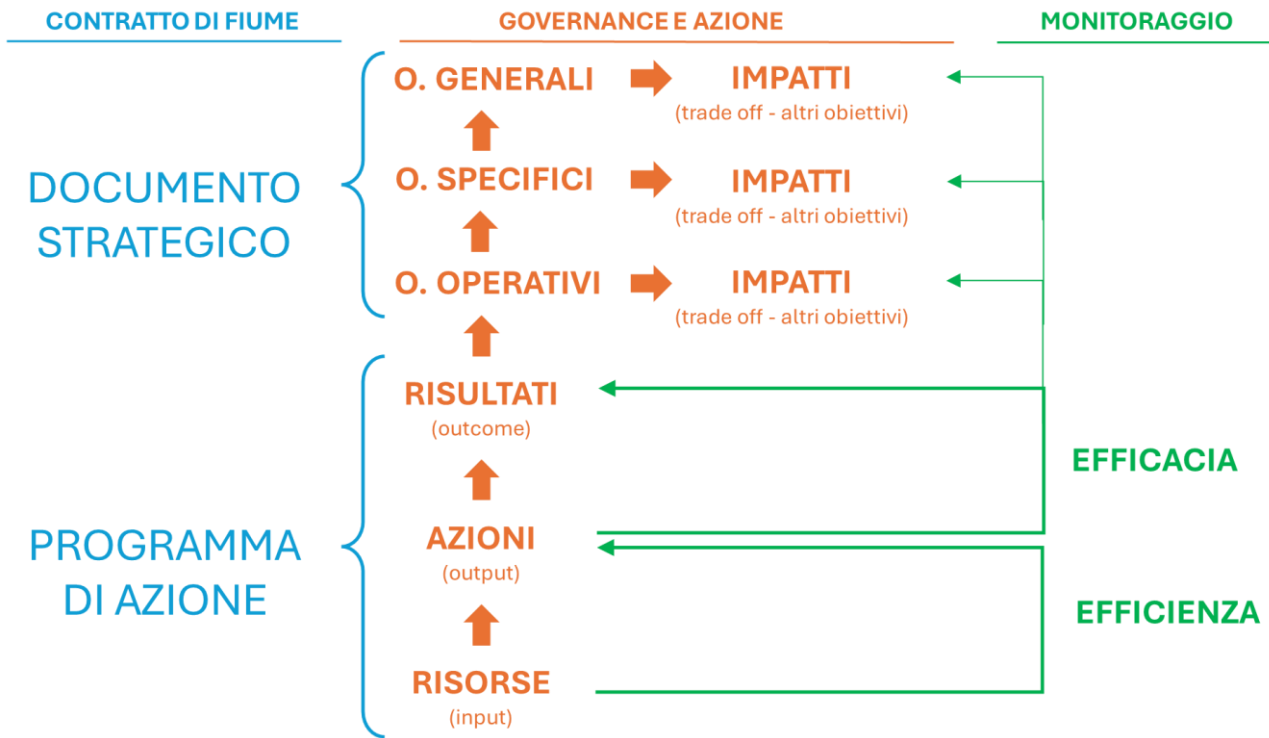 CONTRATTO DI FIUME
GOVERNANCE E AZIONE
MONITORAGGIO
O. GENERALI
IMPATTI
(trade off - altri obiettivi)
DOCUMENTO
STRATEGICO
O. SPECIFICI
IMPATTI
(trade off - altri obiettivi)
O. OPERATIVI
IMPATTI
(trade off - altri obiettivi)
RISULTATI
(outcome)
EFFICACIA
PROGRAMMA
DI AZIONE
AZIONI
(output)
EFFICIENZA
RISORSE
(input)